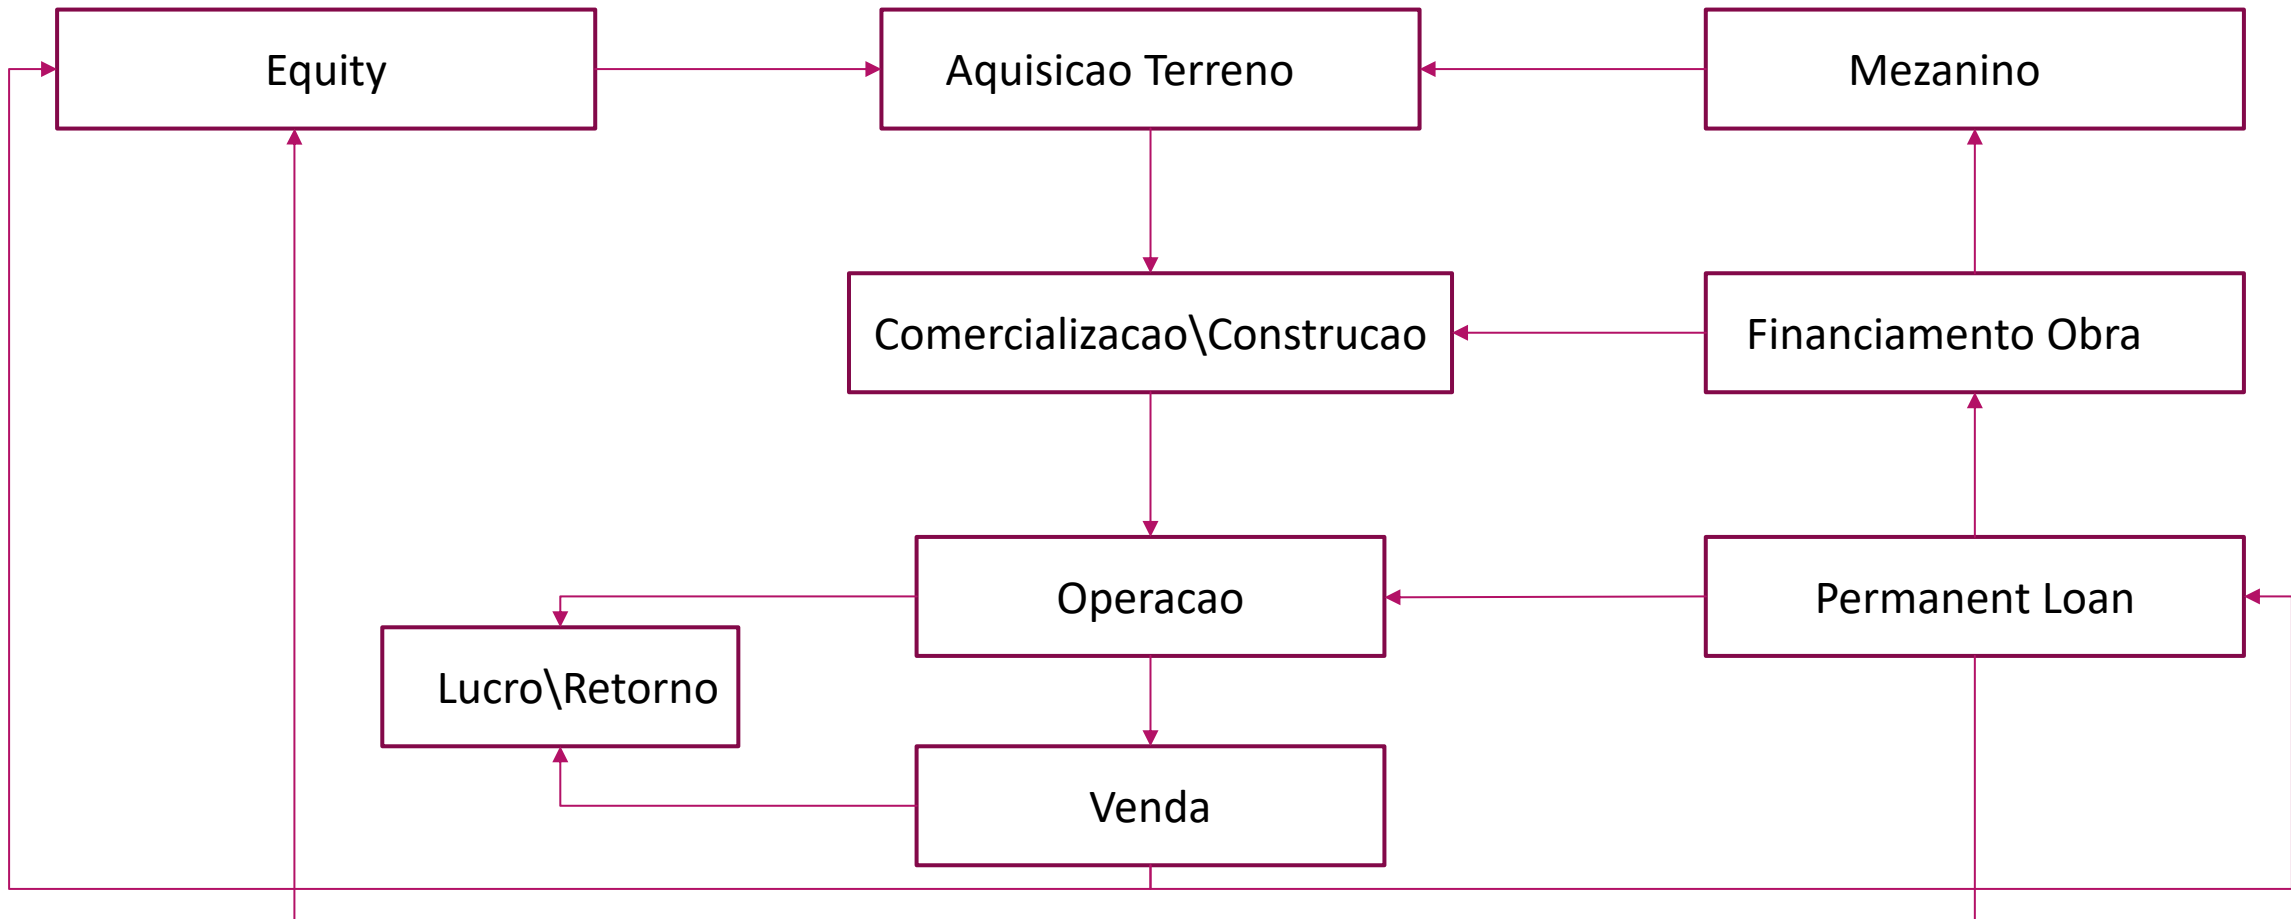 Equity
Aquisicao Terreno
Mezanino
Comercializacao\Construcao
Financiamento Obra
Operacao
Permanent Loan
Lucro\Retorno
Venda